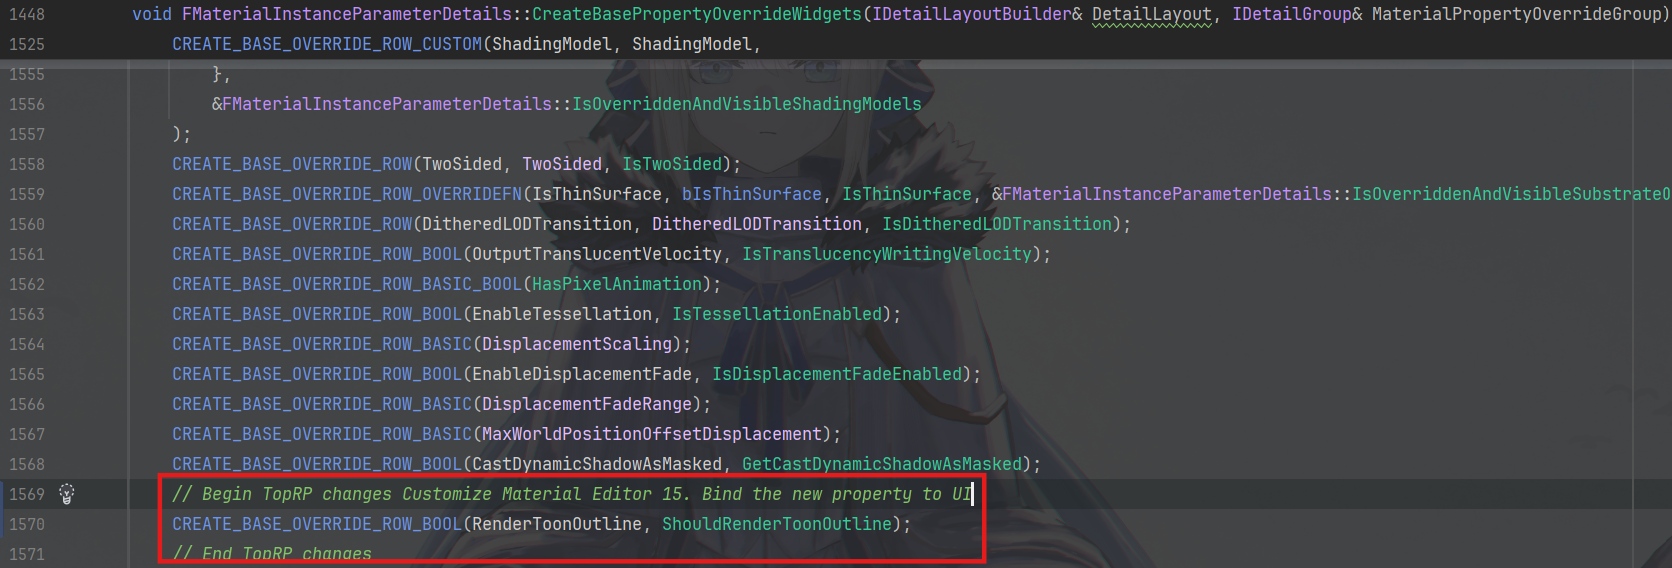 1448 void FMaterialInstanceParameterDetails::CreateBasePropertyOverrideWidgets(IDetailLayoutBuilder& DetailLayout, IDetailGroup& MaterialPropertyOverrideGroup)
1525 CREATE_BASE_OVERRIDE_ROW_CUSTOM(ShadingModel, ShadingModel,
1555 },
1556 &FMaterialInstanceParameterDetails::IsOverriddenAndVisibleShadingModels
1557 );
1558 CREATE_BASE_OVERRIDE_ROW(TwoSided, TwoSided, IsTwoSided);
1559 CREATE_BASE_OVERRIDE_ROW_OVERRIDEFN(IsThinSurface, bIsThinSurface, IsThinSurface, &FMaterialInstanceParameterDetails::IsOverriddenAndVisibleSubstrateO
1560 CREATE_BASE_OVERRIDE_ROW(DitheredLODTransition, DitheredLODTransition, IsDitheredLODTransition);
1561 CREATE_BASE_OVERRIDE_ROW_BOOL(OutputTranslucentVelocity, IsTranslucencyWritingVelocity);
1562 CREATE_BASE_OVERRIDE_ROW_BASIC_BOOL(HasPixelAnimation);
1563 CREATE_BASE_OVERRIDE_ROW_BOOL(EnableTessellation, IsTessellationEnabled);
1564 CREATE_BASE_OVERRIDE_ROW_BASIC(DisplacementScaling);
1565 CREATE_BASE_OVERRIDE_ROW_BOOL(EnableDisplacementFade, IsDisplacementFadeEnabled);
1566 CREATE_BASE_OVERRIDE_ROW_BASIC(DisplacementFadeRange);
1567 CREATE_BASE_OVERRIDE_ROW_BASIC(MaxWorldPositionOffsetDisplacement);
1568 CREATE_BASE_OVERRIDE_ROW_BOOL(CastDynamicShadowAsMasked, GetCastDynamicShadowAsMasked);
1569 // Begin TopRP changes Customize Material Editor 15. Bind the new property to UI
1570 CREATE_BASE_OVERRIDE_ROW_BOOL(RenderToonOutline, ShouldRenderToonOutline);
1571 // End TopRP changes